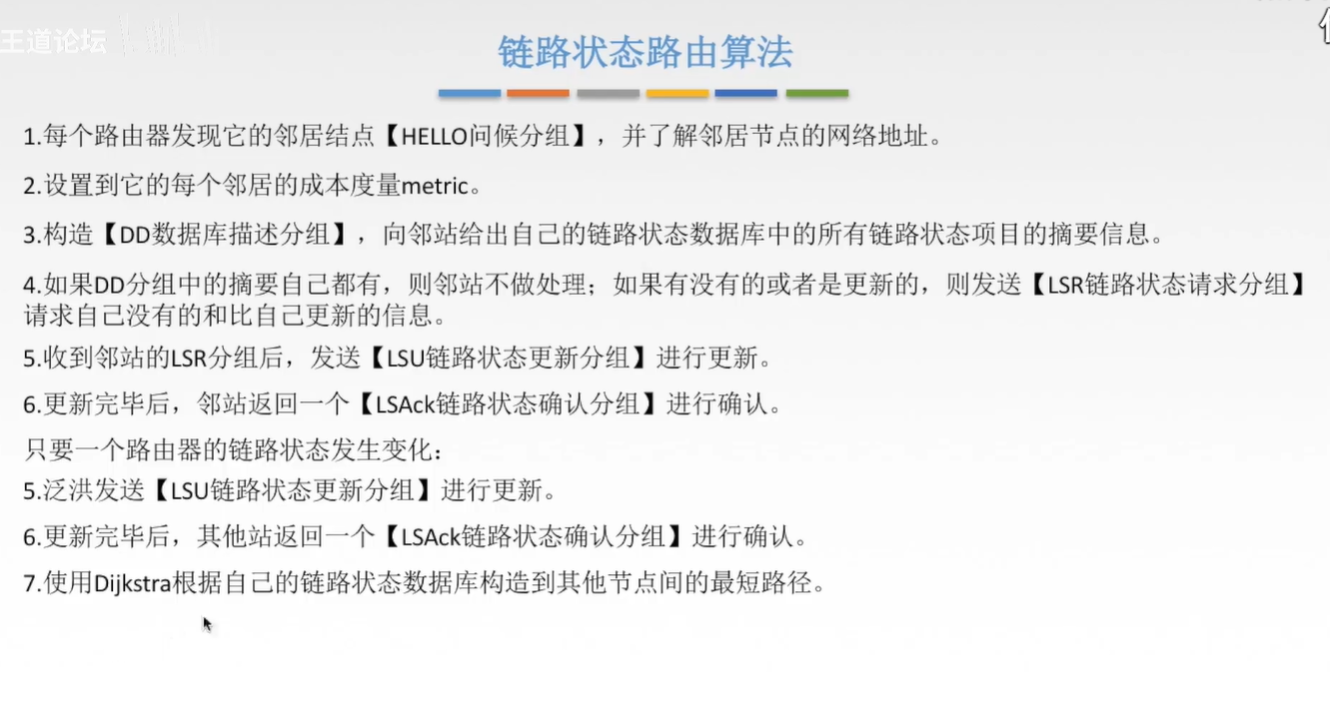 王道论坛
链路状态路由算法
1.每个路由器发现它的邻居结点【HELLO问候分组】，并了解邻居节点的网络地址。
2.设置到它的每个邻居的成本度量metric。
3.构造【DD数据库描述分组】，向邻站给出自己的链路状态数据库中的所有链路状态项目的摘要信息。
4.如果DD分组中的摘要自己都有，则邻站不做处理；如果有没有的或者是更新的，则发送【LSR链路状态请求分组】
请求自己没有的和比自己更新的信息。
5.收到邻站的LSR分组后，发送【LSU链路状态更新分组】进行更新。
6.更新完毕后，邻站返回一个【LSAck链路状态确认分组】进行确认。
只要一个路由器的链路状态发生变化：
5.泛洪发送【LSU链路状态更新分组】进行更新。
6.更新完毕后，其他站返回一个【LSAck链路状态确认分组】进行确认。
7.使用Dijkstra根据自己的链路状态数据库构造到其他节点间的最短路径。